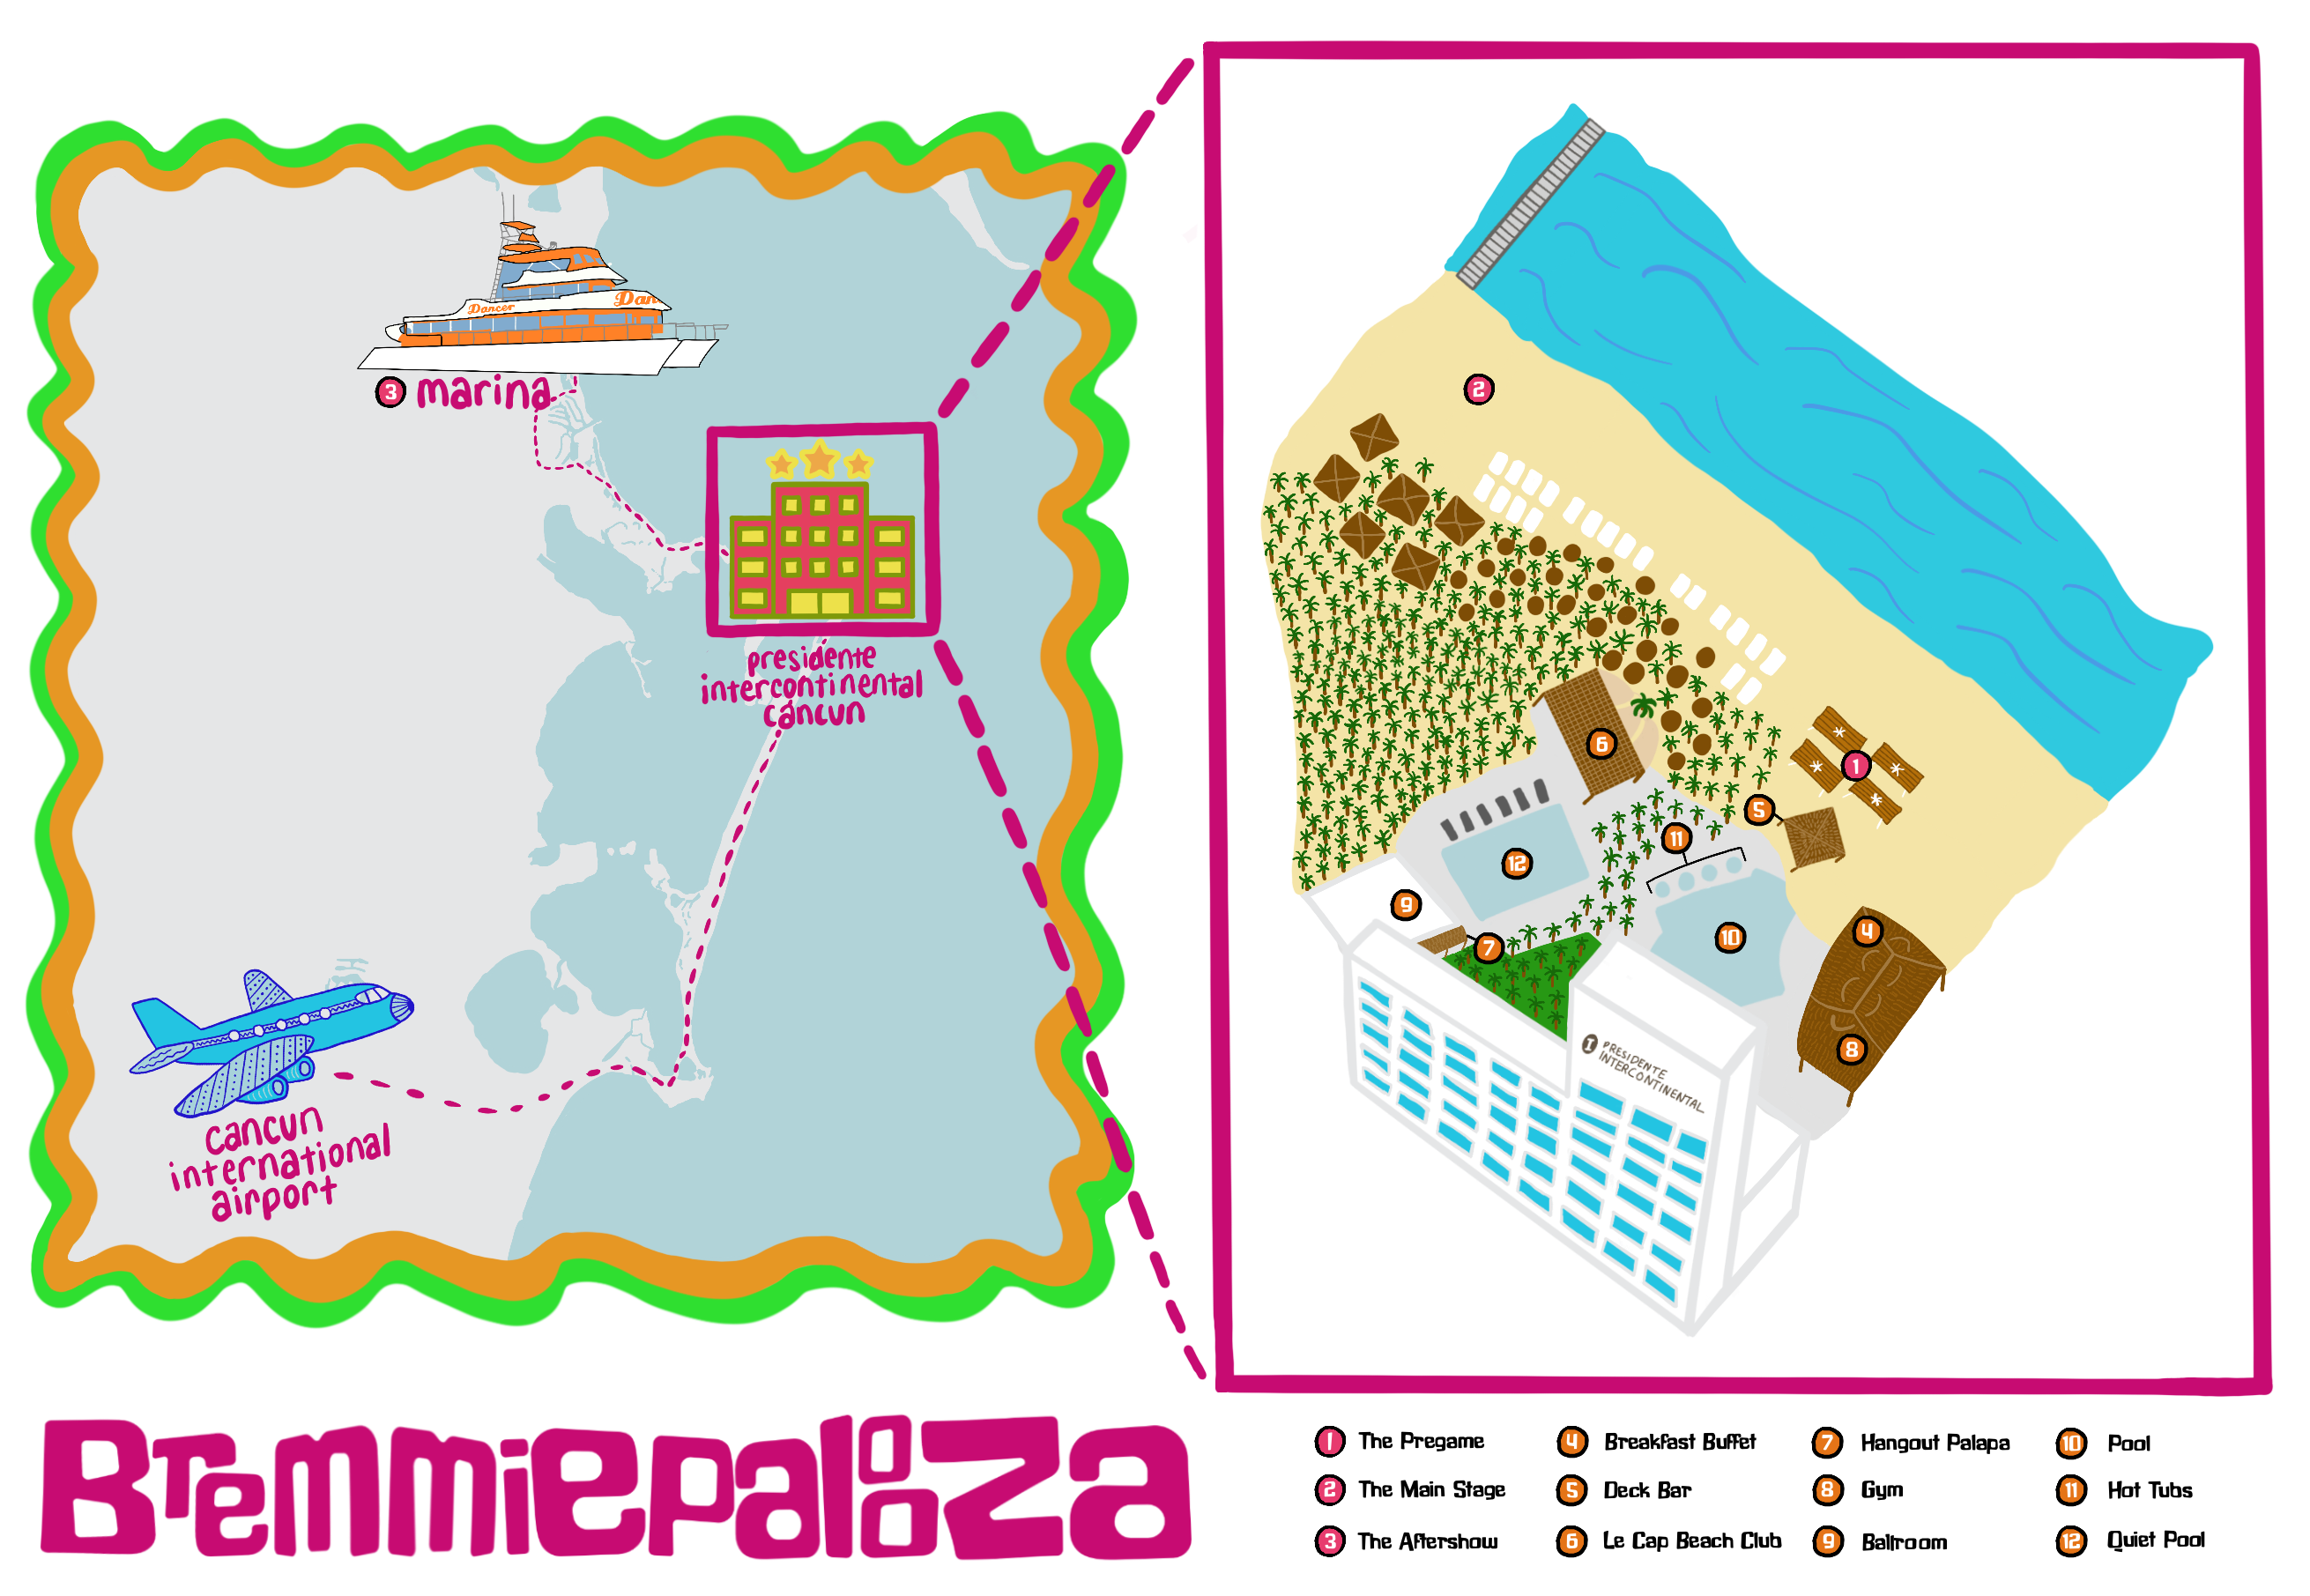 Dancer
Dan
3 marina
presidente
intercontinental
cancun
cancun
international
airport
2
1
6
5
11
12
9
7
10
4
8
I PRESIDENTE
INTERCONTINENTAL
BremmiepalooZa
1 The Pregame
2 The Main Stage
3 The Aftershow
4 Breakfast Buffet
5 Deck Bar
6 Le Cap Beach Club
7 Hangout Palapa
8 Gym
9 Ballroom
10 Pool
11 Hot Tubs
12 Quiet Pool